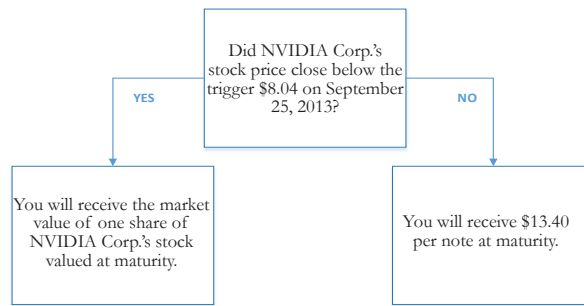 Did NVIDIA Corp.'s
stock price close below the
trigger $8.04 on September
25, 2013?
YES
NO
You will receive the market
value of one share of
NVIDIA Corp.'s stock
valued at maturity.
You will receive $13.40
per note at maturity.